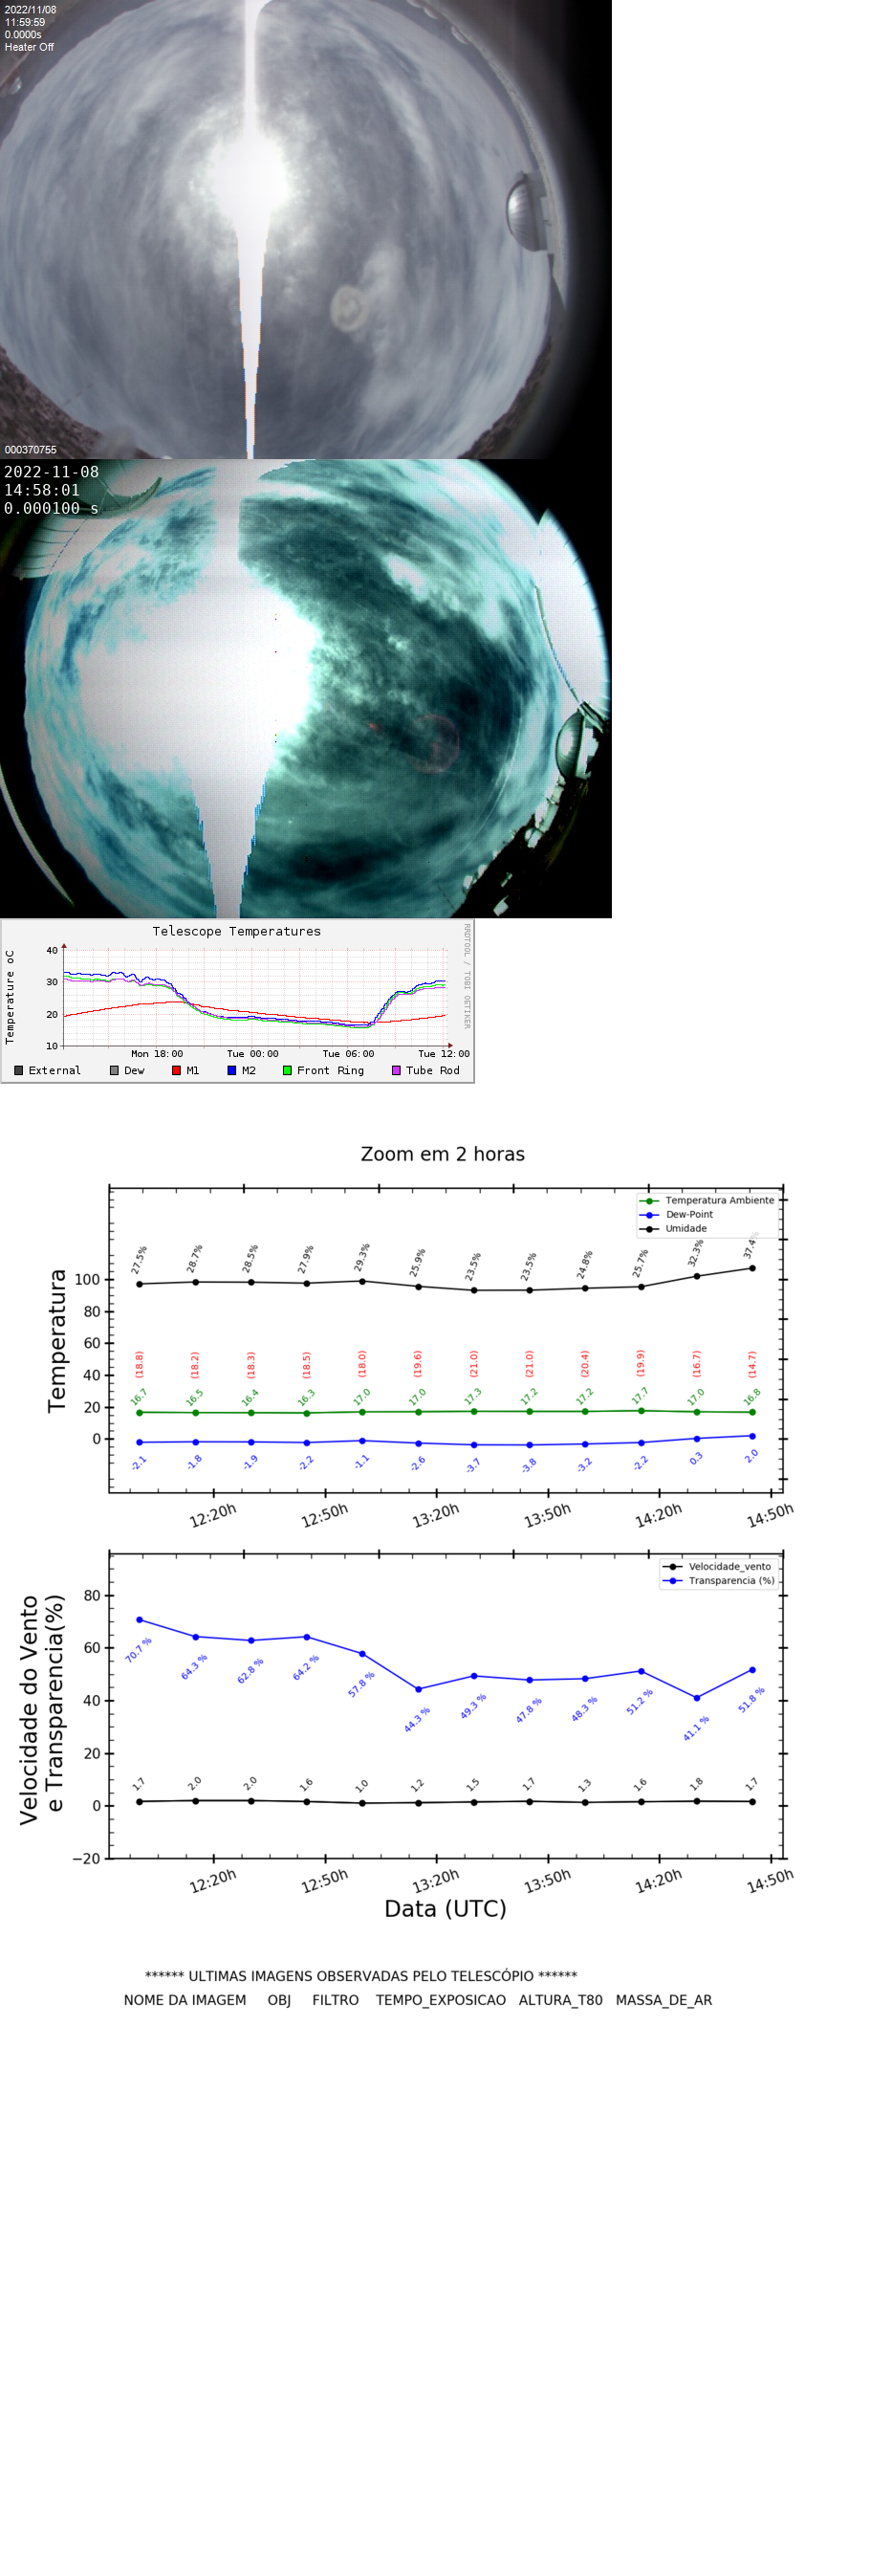 2022/11/08
11:59:59
0.0000s
Heater Off
000370755
2022-11-08
14:58:01
0.000100 s
Telescope Temperatures
RRDTOOL / TOBI OETIKER
Temperature oC
40
30
20
10
Mon 18:00 Tue 00:00 Tue 06:00 Tue 12:00
External Dew M1 M2 Front Ring Tube Rod
Zoom em 2 horas
Temperatura Ambiente
Dew-Point
Umidade
Temperatura
100
80
60
40
20
0
27.5% 28.7% 28.5% 27.9% 29.3% 25.9% 23.5% 23.5% 24.8% 25.7% 32.3% 37.4%
(18.8) (18.2) (18.3) (18.5) (18.0) (19.6) (21.0) (21.0) (20.4) (19.9) (16.7) (14.7)
16.7 16.5 16.4 16.3 17.0 17.0 17.3 17.2 17.2 17.7 17.0 16.8
-2.1 -1.8 -1.9 -2.2 -1.1 -2.6 -3.7 -3.8 -3.2 -2.2 0.3 2.0
12:20h 12:50h 13:20h 13:50h 14:20h 14:50h
Velocidade_vento
Transparencia (%)
Velocidade do Vento
e Transparencia(%)
80
60
40
20
0
−20
70.7 % 64.3 % 62.8 % 64.2 % 57.8 % 44.3 % 49.3 % 47.8 % 48.3 % 51.2 % 41.1 % 51.8 %
1.7 2.0 2.0 1.6 1.0 1.2 1.5 1.7 1.3 1.6 1.8 1.7
12:20h 12:50h 13:20h 13:50h 14:20h 14:50h
Data (UTC)
****** ULTIMAS IMAGENS OBSERVADAS PELO TELESCÓPIO ******
NOME DA IMAGEM OBJ FILTRO TEMPO_EXPOSICAO ALTURA_T80 MASSA_DE_AR